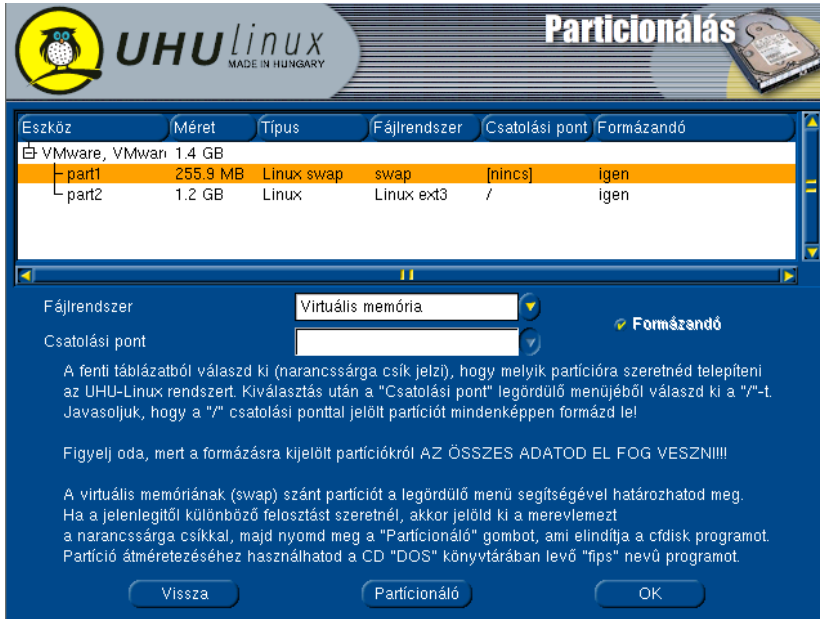 UHU linux
MADE IN HUNGARY
Particionálás
Eszköz Méret Típus Fájlrendszer Csatolási pont Formázandó
VMware, VMwar 1.4 GB
part1 255.9 MB Linux swap swap [nincs] igen
part2 1.2 GB Linux Linux ext3 / igen
Fájlrendszer Virtuális memória
Formázandó
Csatolási pont
A fenti táblázatból válaszd ki (narancssárga csík jelzi), hogy melyik partícióra szeretnéd telepíteni
az UHU-Linux rendszert. Kiválasztás után a "Csatolási pont" legördülő menüjéből válaszd ki a "/"-t.
Javasoljuk, hogy a "/" csatolási ponttal jelölt partíciót mindenképpen formázd le!
Figyelj oda, mert a formázásra kijelölt partíciókról AZ ÖSSZES ADATOD EL FOG VESZNI!!!
A virtuális memóriának (swap) szánt partíciót a legördülő menü segítségével határozhatod meg.
Ha a jelenlegitől különböző felosztást szeretnél, akkor jelöld ki a merevlemezt
a narancssárga csíkkal, majd nyomd meg a "Partícionáló" gombot, ami elindítja a cfdisk programot.
Partíció átméretezéséhez használhatod a CD "DOS" könyvtárában levő "fips" nevû programot.
Vissza Partícionáló OK